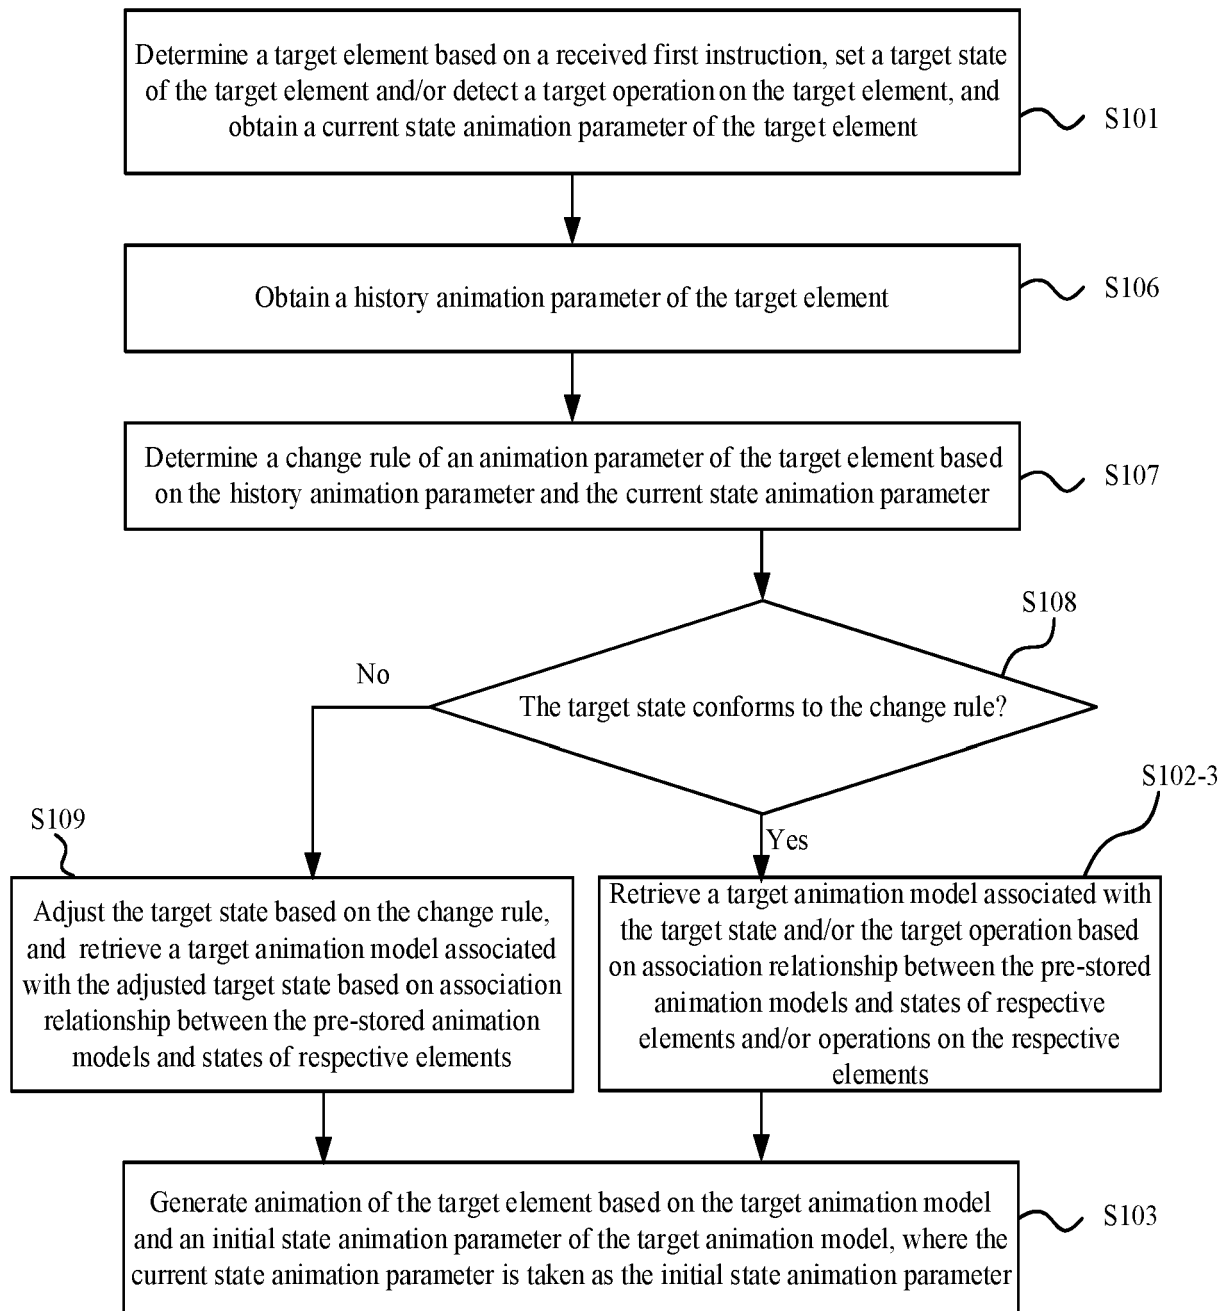 Determine a target element based on a received first instruction, set a target state
of the target element and/or detect a target operation on the target element, and
obtain a current state animation parameter of the target element
S101
Obtain a history animation parameter of the target element
S106
Determine a change rule of an animation parameter of the target element based
on the history animation parameter and the current state animation parameter
S107
S108
No
The target state conforms to the change rule?
S102-3
S109
Yes
Adjust the target state based on the change rule,
and retrieve a target animation model associated
with the adjusted target state based on association
relationship between the pre-stored animation
models and states of respective elements
Retrieve a target animation model associated with
the target state and/or the target operation based
on association relationship between the pre-stored
animation models and states of respective
elements and/or operations on the respective
elements
Generate animation of the target element based on the target animation model
and an initial state animation parameter of the target animation model, where the
current state animation parameter is taken as the initial state animation parameter
S103